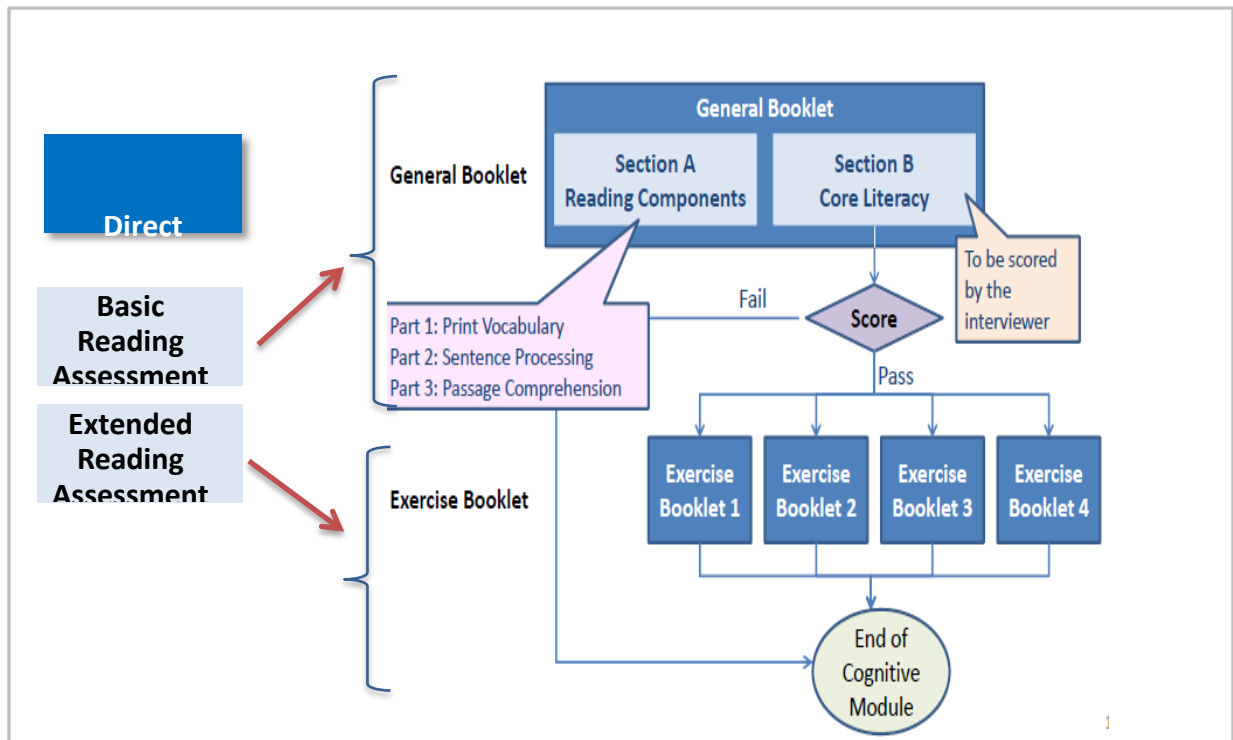 Direct
Basic
Reading
Assessment
Extended
Reading
Assessment
General Booklet
Exercise Booklet
General Booklet
Section A
Reading Components
Section B
Core Literacy
To be scored
by the
interviewer
Part 1: Print Vocabulary
Part 2: Sentence Processing
Part 3: Passage Comprehension
Fail
Score
Pass
Exercise
Booklet 1
Exercise
Booklet 2
Exercise
Booklet 3
Exercise
Booklet 4
End of
Cognitive
Module